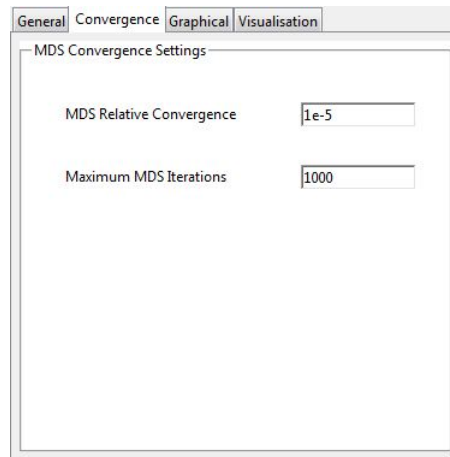 General Convergence Graphical Visualisation
MDS Convergence Settings
MDS Relative Convergence 1e-5
Maximum MDS Iterations 1000